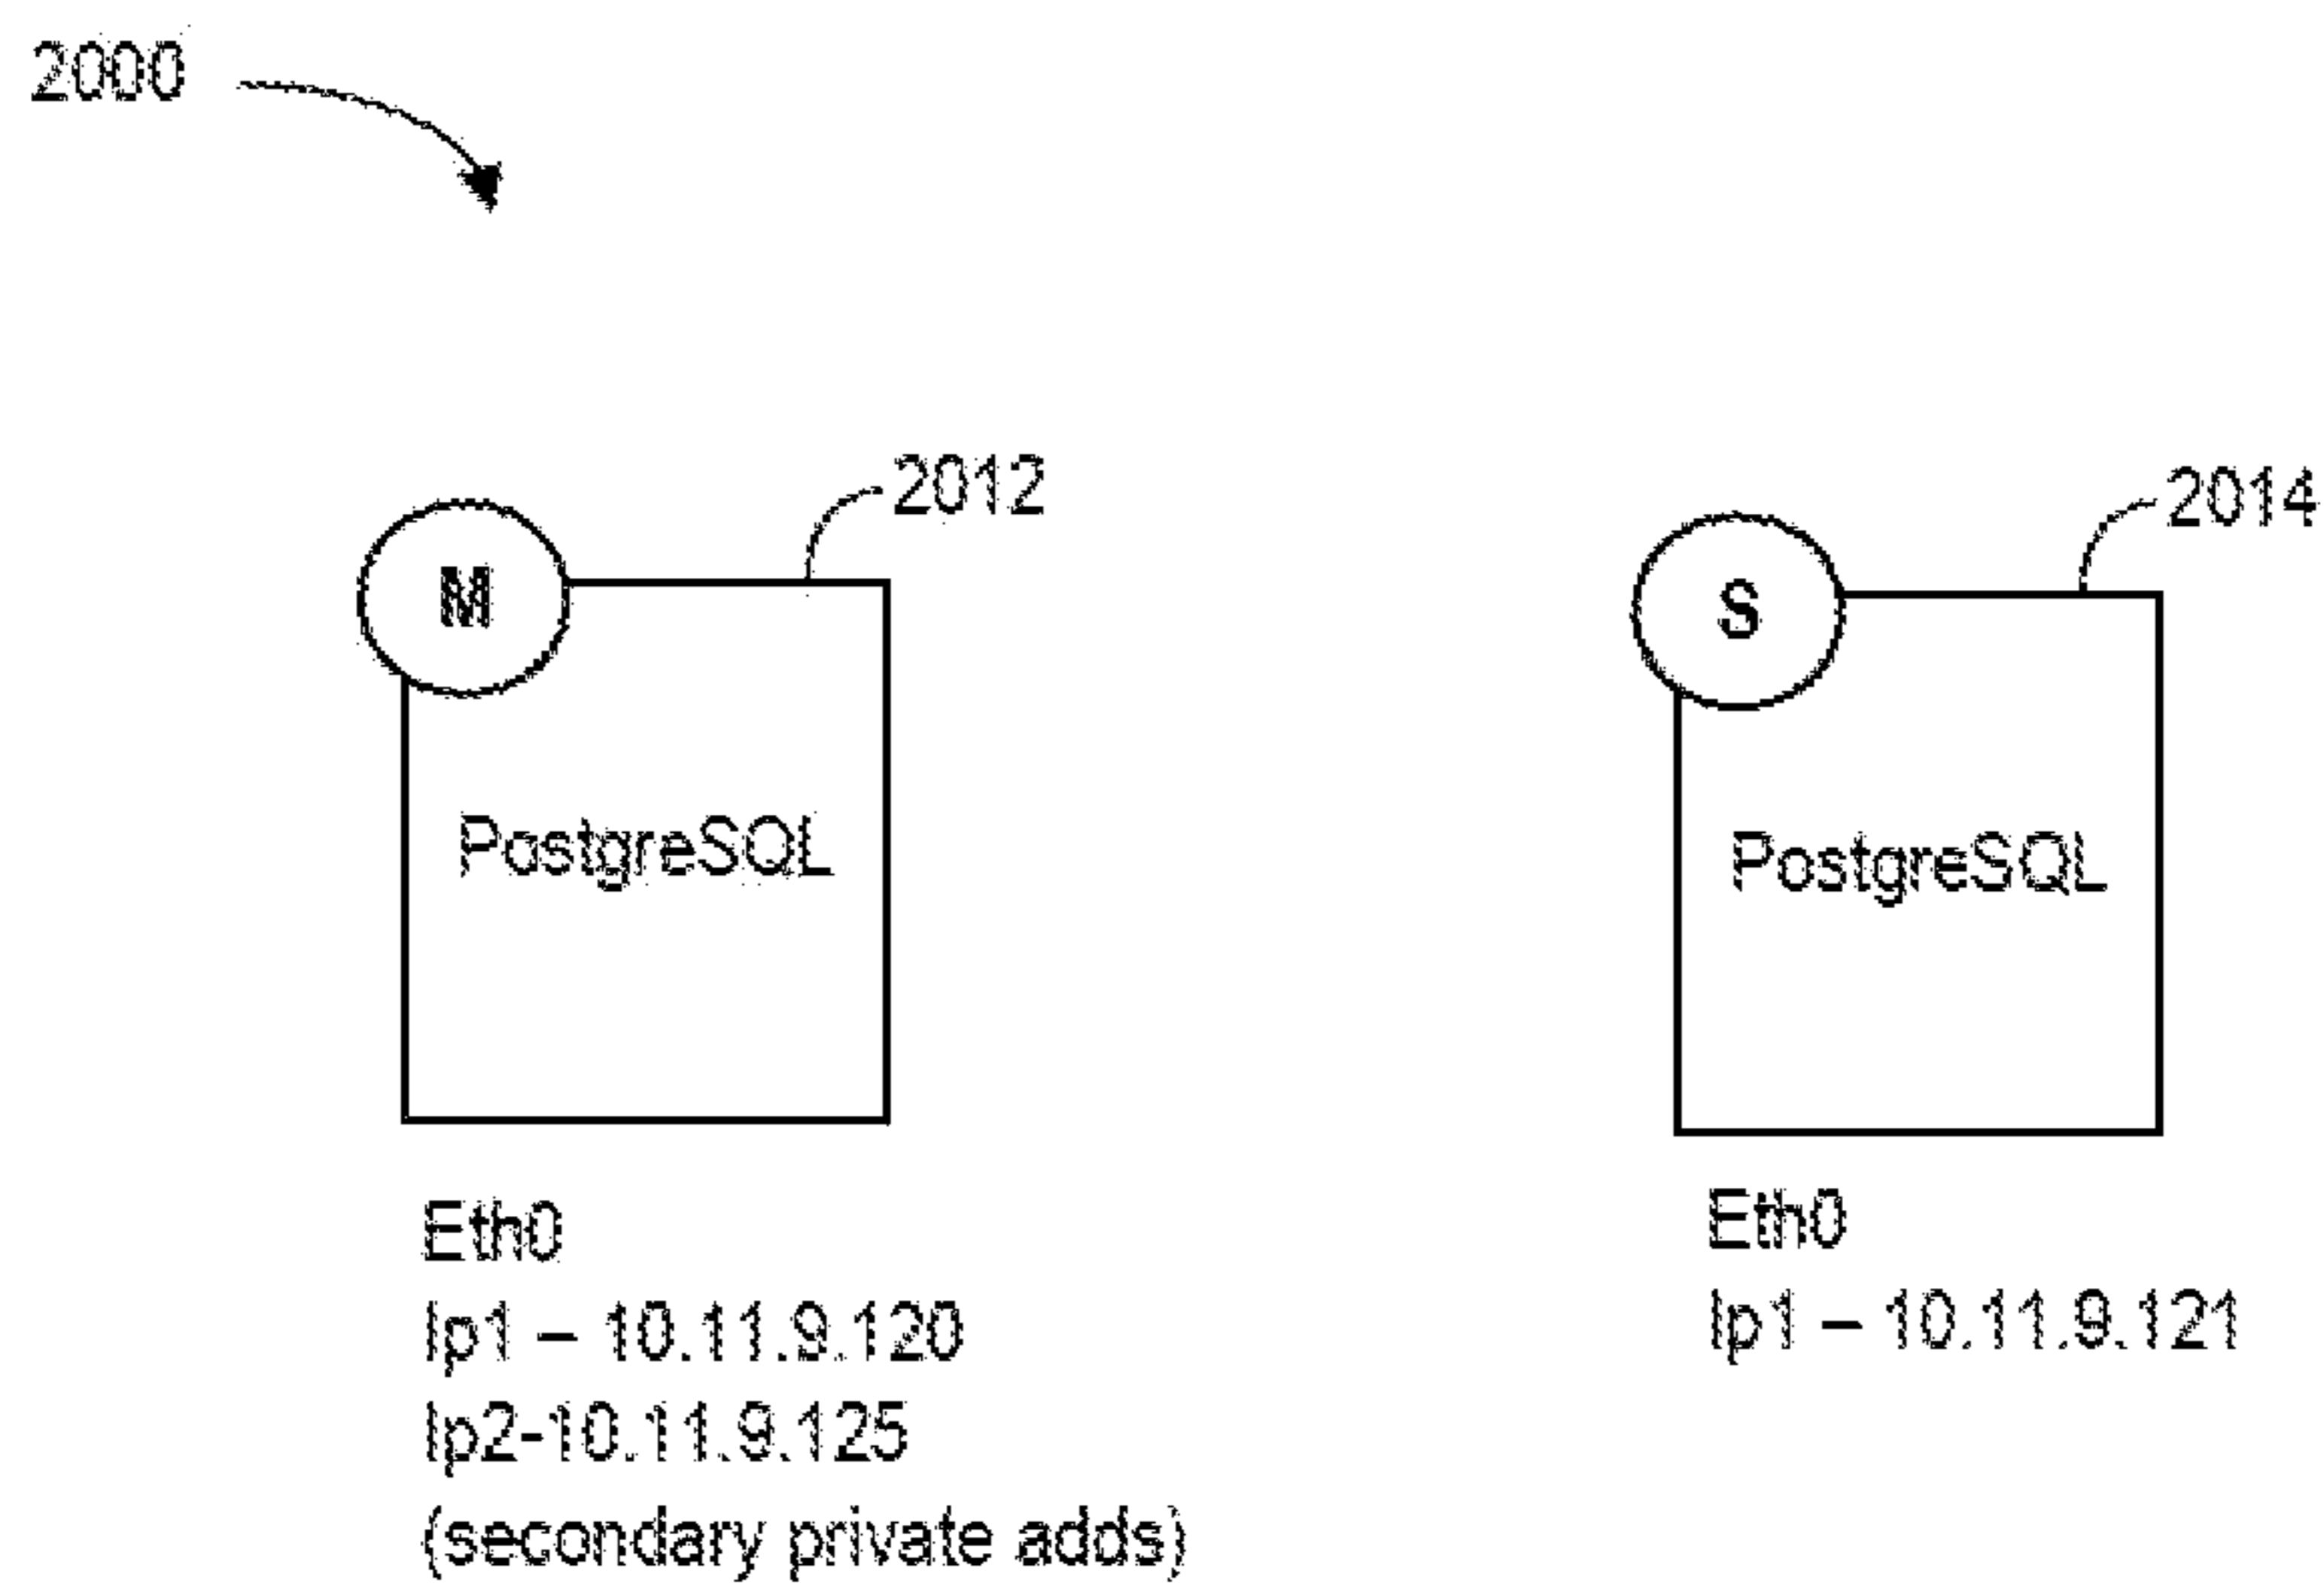 2000
2012
2014
M
S
PostgreSQL
PostgreSQL
Eth0
Ip1 – 10.11.9.120
Ip2-10.11.9.125
(secondary private adds)
Eth0
Ip1 – 10.11.9.121